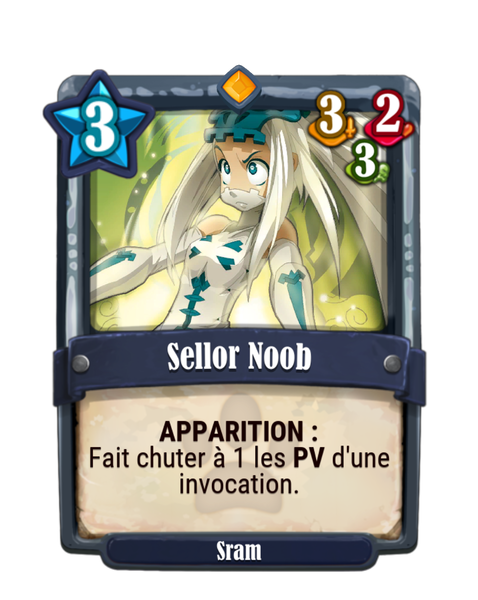 3
3
2
3
Sellor Noob
APPARITION :
Fait chuter à 1 les PV d'une
invocation.
Sram